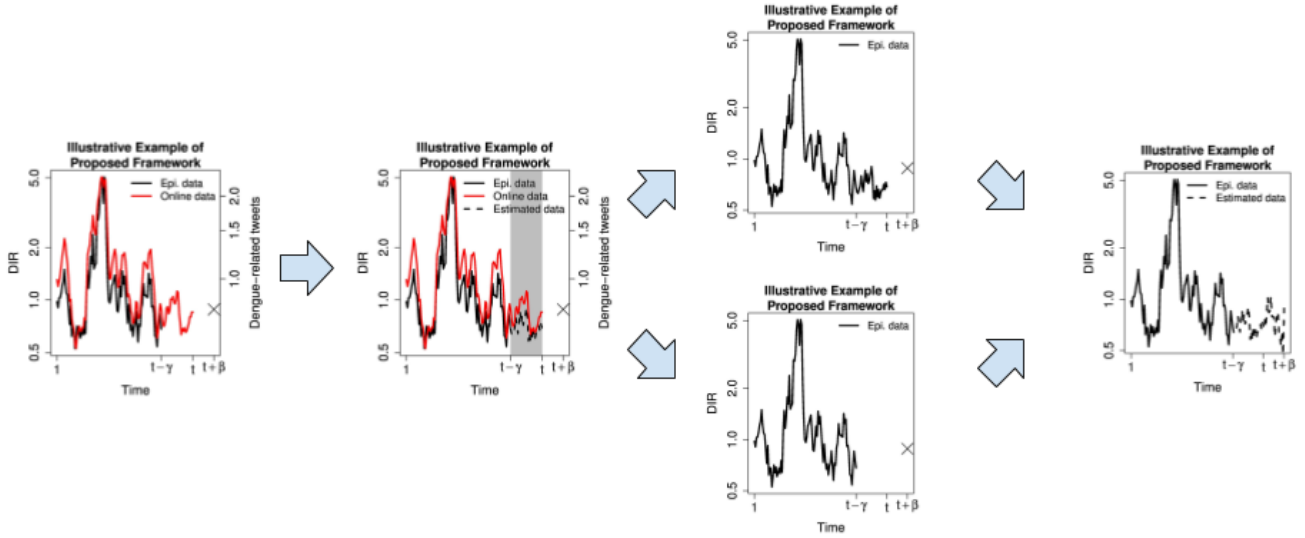 Illustrative Example of
Proposed Framework
Epi. data
Online data
5.0
2.0
1.0
0.5
DIR
2.0
1.5
1.0
Dengue-related tweets
1
t−γ
t
t+β
Time
Illustrative Example of
Proposed Framework
Epi. data
Online data
Estimated data
5.0
2.0
1.0
0.5
DIR
2.0
1.5
1.0
Dengue-related tweets
1
t−γ
t
t+β
Time
Illustrative Example of
Proposed Framework
Epi. data
5.0
2.0
1.0
0.5
DIR
1
t−γ
t
t+β
Time
Illustrative Example of
Proposed Framework
Epi. data
5.0
2.0
1.0
0.5
DIR
1
t−γ
t
t+β
Time
Illustrative Example of
Proposed Framework
Epi. data
Estimated data
5.0
2.0
1.0
0.5
DIR
1
t−γ
t
t+β
Time